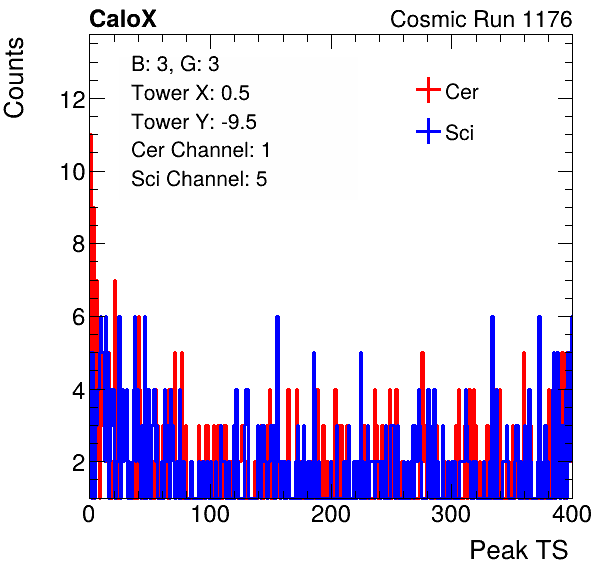 CaloX
Cosmic Run 1176
Counts
B: 3, G: 3
Tower X: 0.5
Tower Y: -9.5
Cer Channel: 1
Sci Channel: 5
Cer
Sci
12
10
8
6
4
2
0
100
200
300
400
Peak TS